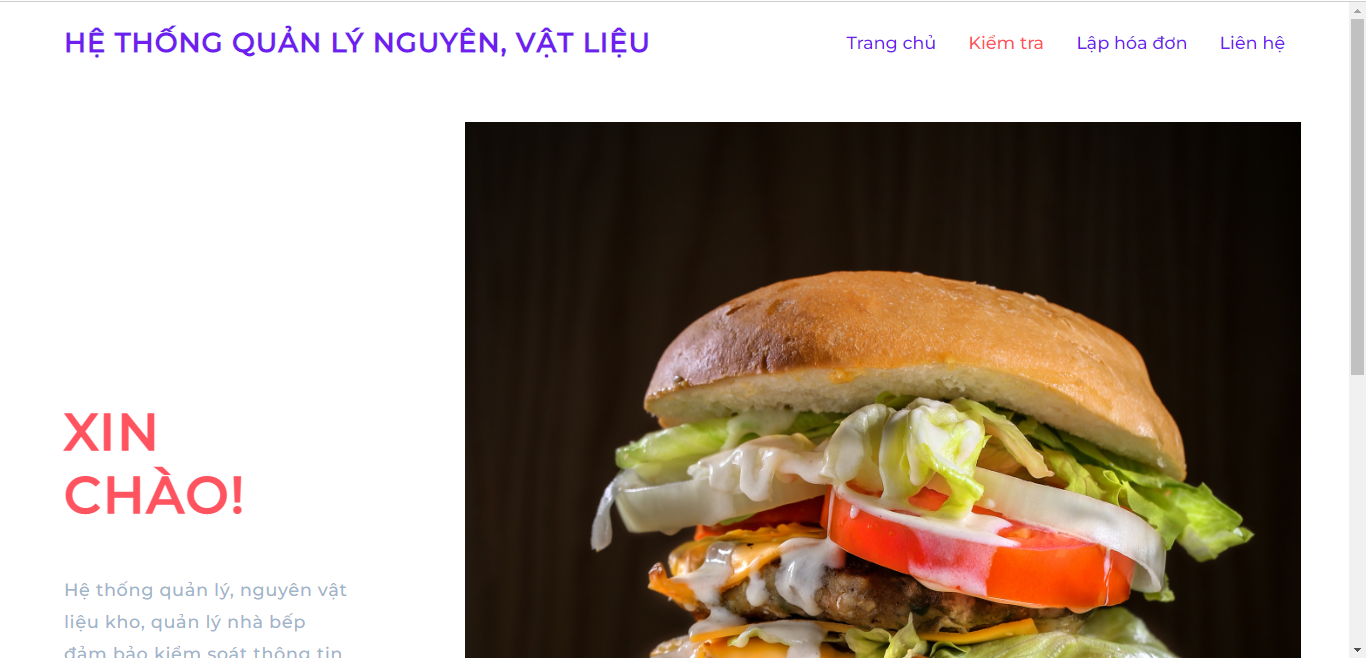 HỆ THỐNG QUẢN LÝ NGUYÊN, VẬT LIỆU
Trang chủ Kiểm tra Lập hóa đơn Liên hệ
XIN
CHÀO!
Hệ thống quản lý, nguyên vật
liệu kho, quản lý nhà bếp
đảm bảo kiểm soát thông tin